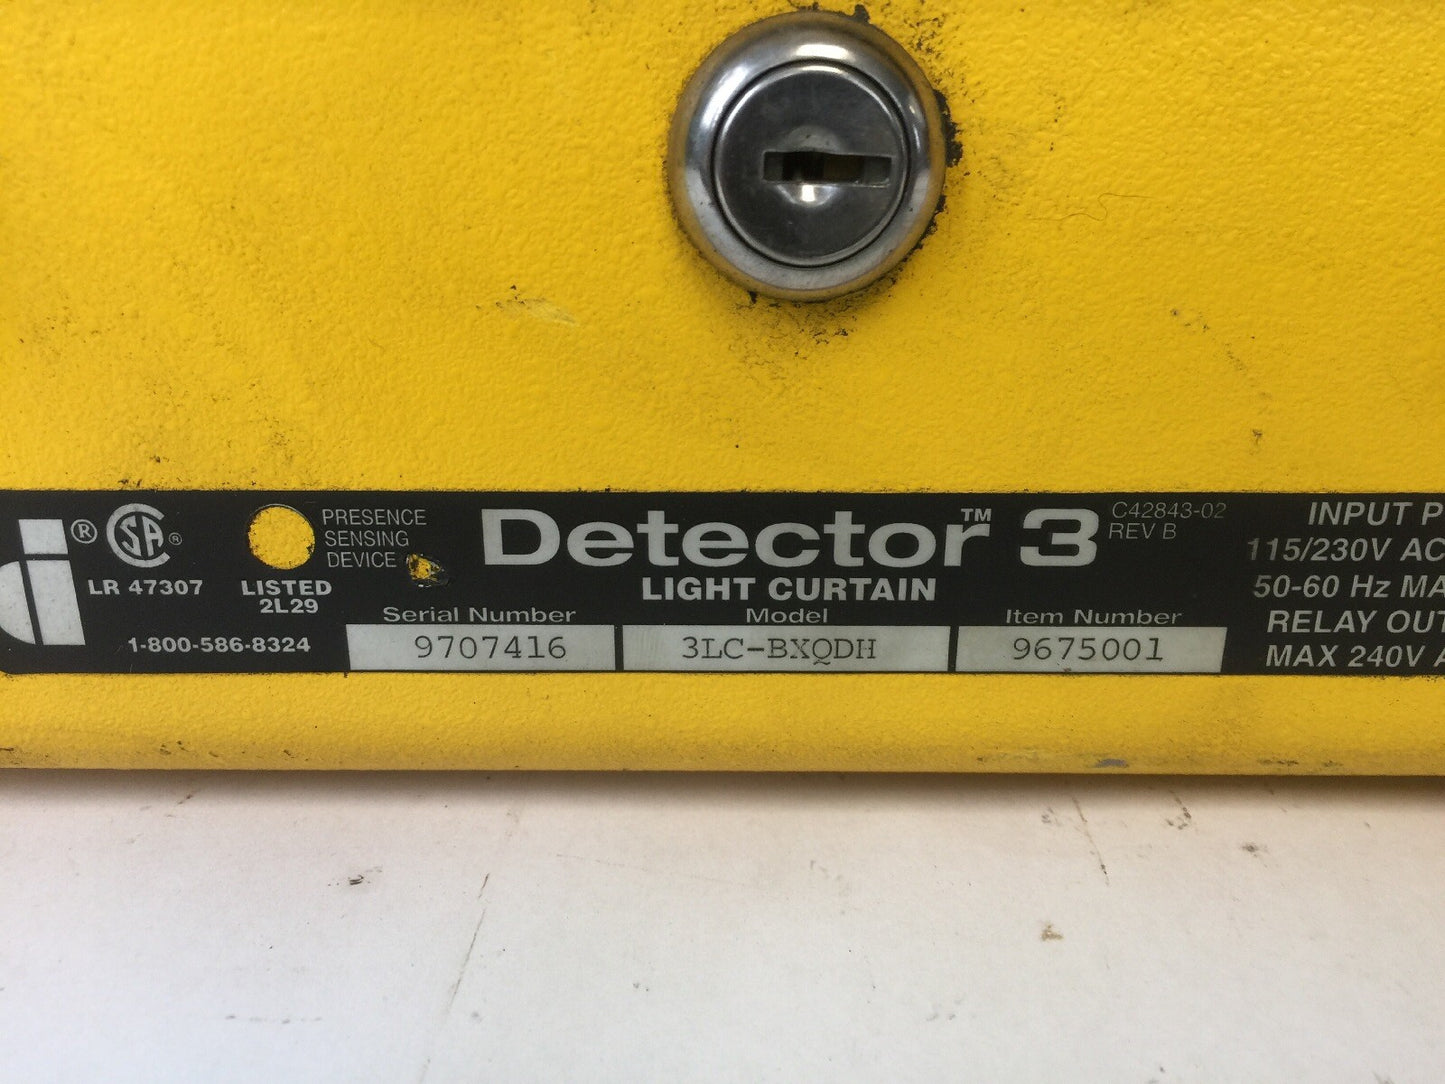 di®
SA®
LR 47307
LISTED
2L29
PRESENCE
SENSING
DEVICE
1-800-586-8324
Detector™ 3
C42843-02
REV B
LIGHT CURTAIN
Serial Number
9707416
Model
3LC-BXQDH
Item Number
9675001
INPUT P
115/230V AC
50-60 Hz MA
RELAY OUT
MAX 240V A